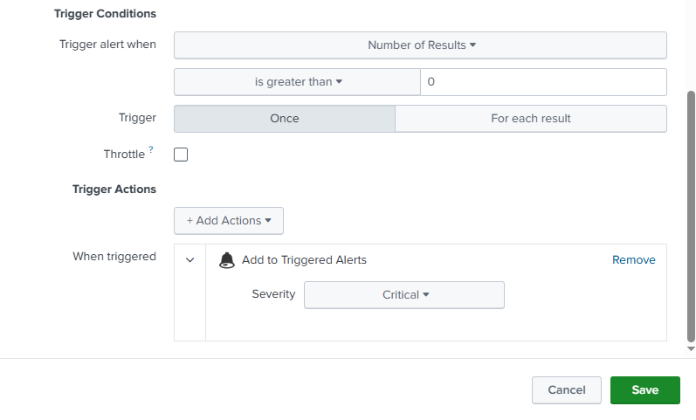 Trigger Conditions
Trigger alert when Number of Results
is greater than 0
Trigger Once For each result
Throttle ?
Trigger Actions
+ Add Actions
When triggered Add to Triggered Alerts Remove
Severity Critical
Cancel Save